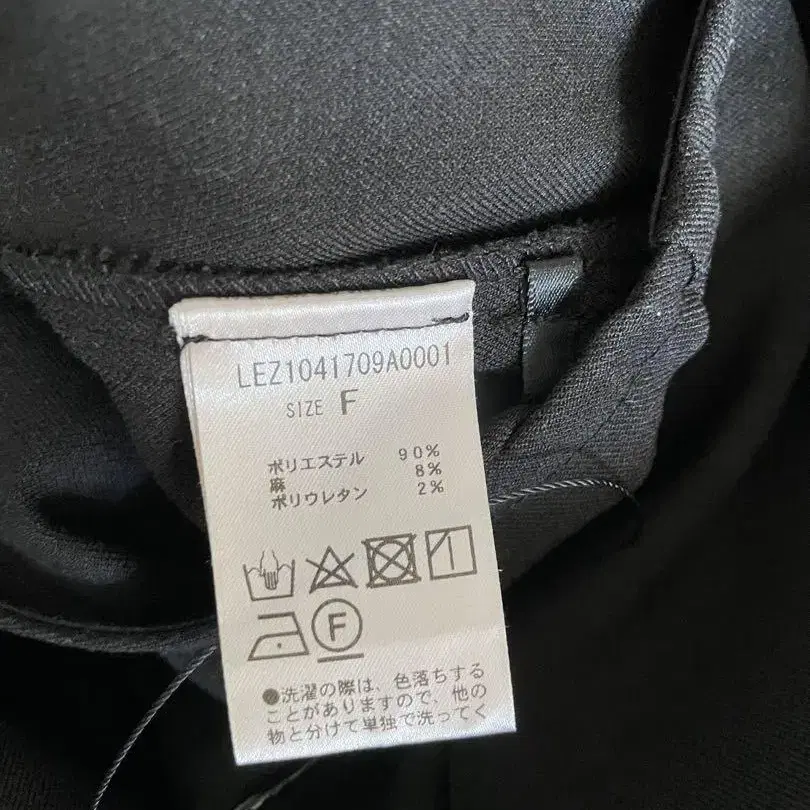 LEZ1041709A0001
SIZE F
ポリエステル 90%
麻 8%
ポリウレタン 2%
F
●洗濯の際は、色落ちする
ことがありますので、他の
物と分けて単独で洗ってく